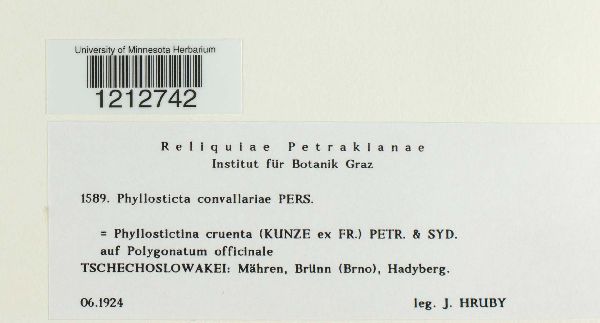 University of Minnesota Herbarium
1212742
Reliquiae Petrakianae
Institut für Botanik Graz
1589. Phyllosticta convallariae PERS.
= Phyllostictina cruenta (KUNZE ex FR.) PETR. & SYD.
auf Polygonatum officinale
TSCHECHOSLOWAKEI: Mähren, Brünn (Brno), Hadyberg.
06.1924 leg. J. HRUBY